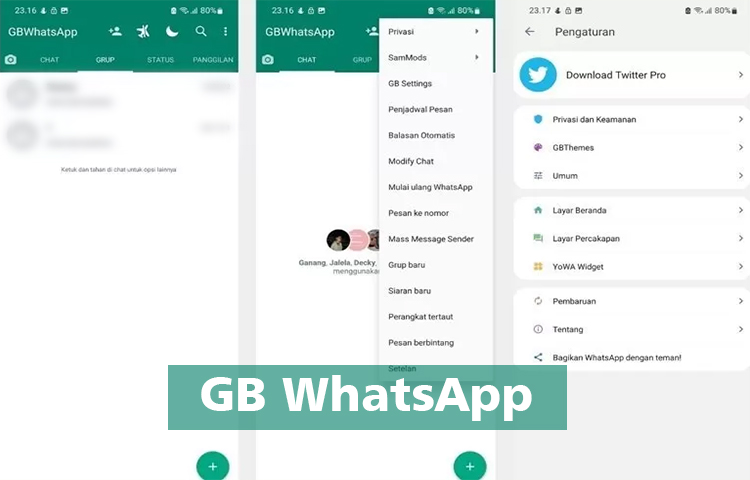 23.16
80%
GBWhatsApp
CHAT
GRUP
STATUS
PANGGILAN
Ketuk dan tahan di chat untuk opsi lainnya
23.16
80%
GBWhatsApp
CHAT
GRUP
Ganang, Jalela, Decky,
menggunakan
Privasi
SamMods
GB Settings
Penjadwal Pesan
Balasan Otomatis
Modify Chat
Mulai ulang WhatsApp
Pesan ke nomor
Mass Message Sender
Grup baru
Siaran baru
Perangkat tertaut
Pesan berbintang
Setelan
23.17
80%
Pengaturan
Download Twitter Pro
Privasi dan Keamanan
GBThemes
Umum
Layar Beranda
Layar Percakapan
YoWA Widget
Pembaruan
Tentang
Bagikan WhatsApp dengan teman!
GB WhatsApp